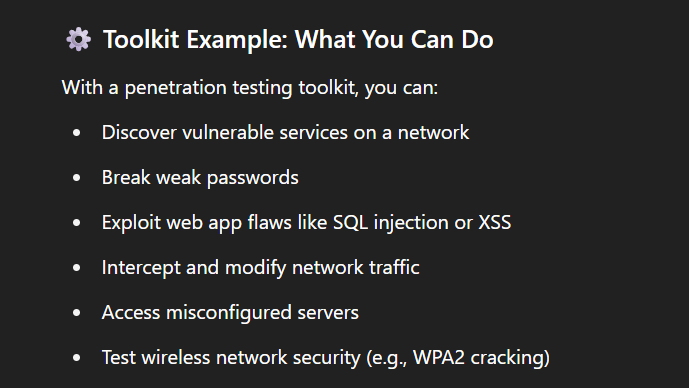 Toolkit Example: What You Can Do
With a penetration testing toolkit, you can:
• Discover vulnerable services on a network
• Break weak passwords
• Exploit web app flaws like SQL injection or XSS
• Intercept and modify network traffic
• Access misconfigured servers
• Test wireless network security (e.g., WPA2 cracking)